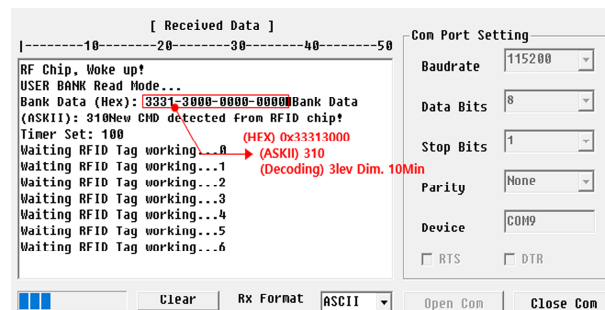 [ Received Data ]
|--------10--------20--------30--------40--------50
RF Chip, Woke up!
USER BANK Read Mode...
Bank Data (Hex): 3331-3000-0000-0000Bank Data
(ASKII): 310New CMD detected from RFID chip!
Timer Set: 100
Waiting RFID Tag working...0
Waiting RFID Tag working...1
Waiting RFID Tag working...2
Waiting RFID Tag working...3
Waiting RFID Tag working...4
Waiting RFID Tag working...5
Waiting RFID Tag working...6
(HEX) 0x33313000
(ASKII) 310
(Decoding) 3lev Dim. 10Min
Clear
Rx Format
ASCII
Com Port Setting
Baudrate 115200
Data Bits 8
Stop Bits 1
Parity None
Device COM9
RTS DTR
Open Com Close Com